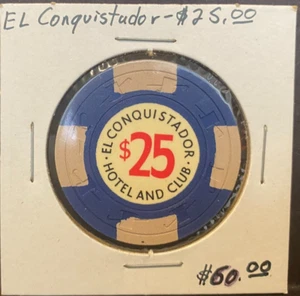 EL Conquistador - $25.00
· EL CONQUISTADOR ·
$25
HOTEL AND CLUB
$60.00